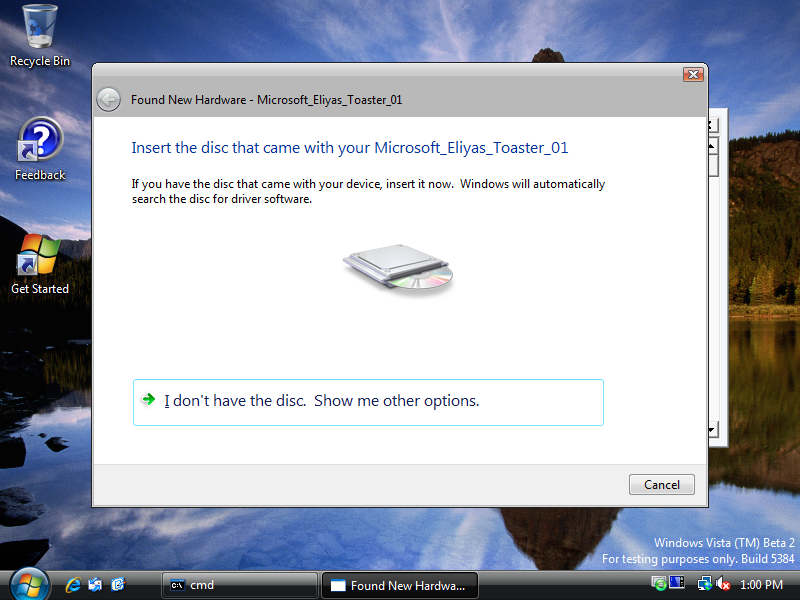 Recycle Bin
Feedback
Get Started
Found New Hardware - Microsoft_Eliyas_Toaster_01
Insert the disc that came with your Microsoft_Eliyas_Toaster_01
If you have the disc that came with your device, insert it now.  Windows will automatically
search the disc for driver software.
I don't have the disc.  Show me other options.
Cancel
Windows Vista (TM) Beta 2
For testing purposes only. Build 5384
C:\
cmd
Found New Hardwa...
1:00 PM